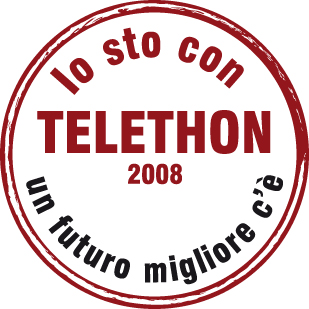 Io sto con
TELETHON
2008
un futuro migliore c'è